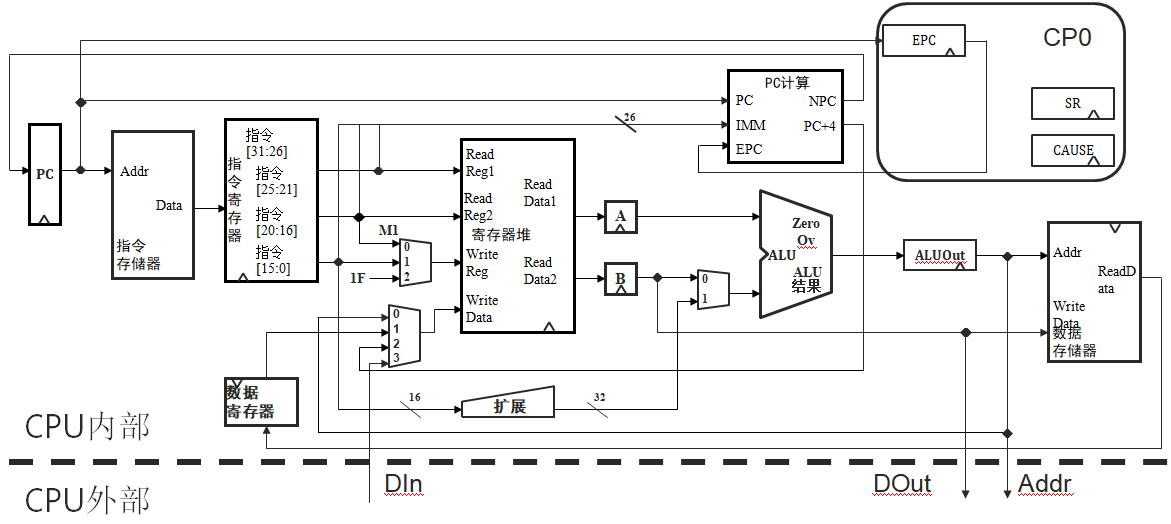 CP0
EPC
SR
CAUSE
PC计算
PC
NPC
IMM
PC+4
EPC
26
PC
Addr
Data
指令
存储器
指令寄存器
指令
[31:26]
指令
[25:21]
指令
[20:16]
指令
[15:0]
Read
Reg1
Read
Data1
Read
Reg2
寄存器堆
Write
Reg
Read
Data2
Write
Data
M1
0
1
2
1F
0
1
2
3
A
B
0
1
Zero
Ov
ALU
ALU
结果
ALUOut
Addr
ReadD
ata
Write
Data
数据
存储器
数据
寄存器
16
扩展
32
CPU内部
CPU外部
DIn
DOut
Addr